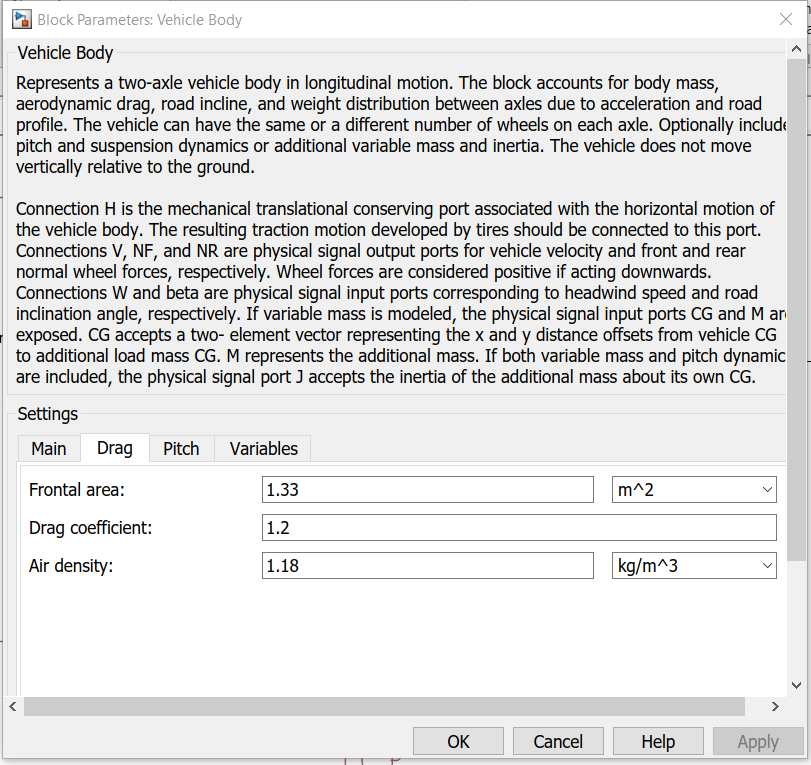 Block Parameters: Vehicle Body
Vehicle Body
Represents a two-axle vehicle body in longitudinal motion. The block accounts for body mass,
aerodynamic drag, road incline, and weight distribution between axles due to acceleration and road
profile. The vehicle can have the same or a different number of wheels on each axle. Optionally include
pitch and suspension dynamics or additional variable mass and inertia. The vehicle does not move
vertically relative to the ground.
Connection H is the mechanical translational conserving port associated with the horizontal motion of
the vehicle body. The resulting traction motion developed by tires should be connected to this port.
Connections V, NF, and NR are physical signal output ports for vehicle velocity and front and rear
normal wheel forces, respectively. Wheel forces are considered positive if acting downwards.
Connections W and beta are physical signal input ports corresponding to headwind speed and road
inclination angle, respectively. If variable mass is modeled, the physical signal input ports CG and M ar
exposed. CG accepts a two- element vector representing the x and y distance offsets from vehicle CG
to additional load mass CG. M represents the additional mass. If both variable mass and pitch dynamic
are included, the physical signal port J accepts the inertia of the additional mass about its own CG.
Settings
Main Drag Pitch Variables
Frontal area: 1.33 m^2
Drag coefficient: 1.2
Air density: 1.18 kg/m^3
OK Cancel Help Apply